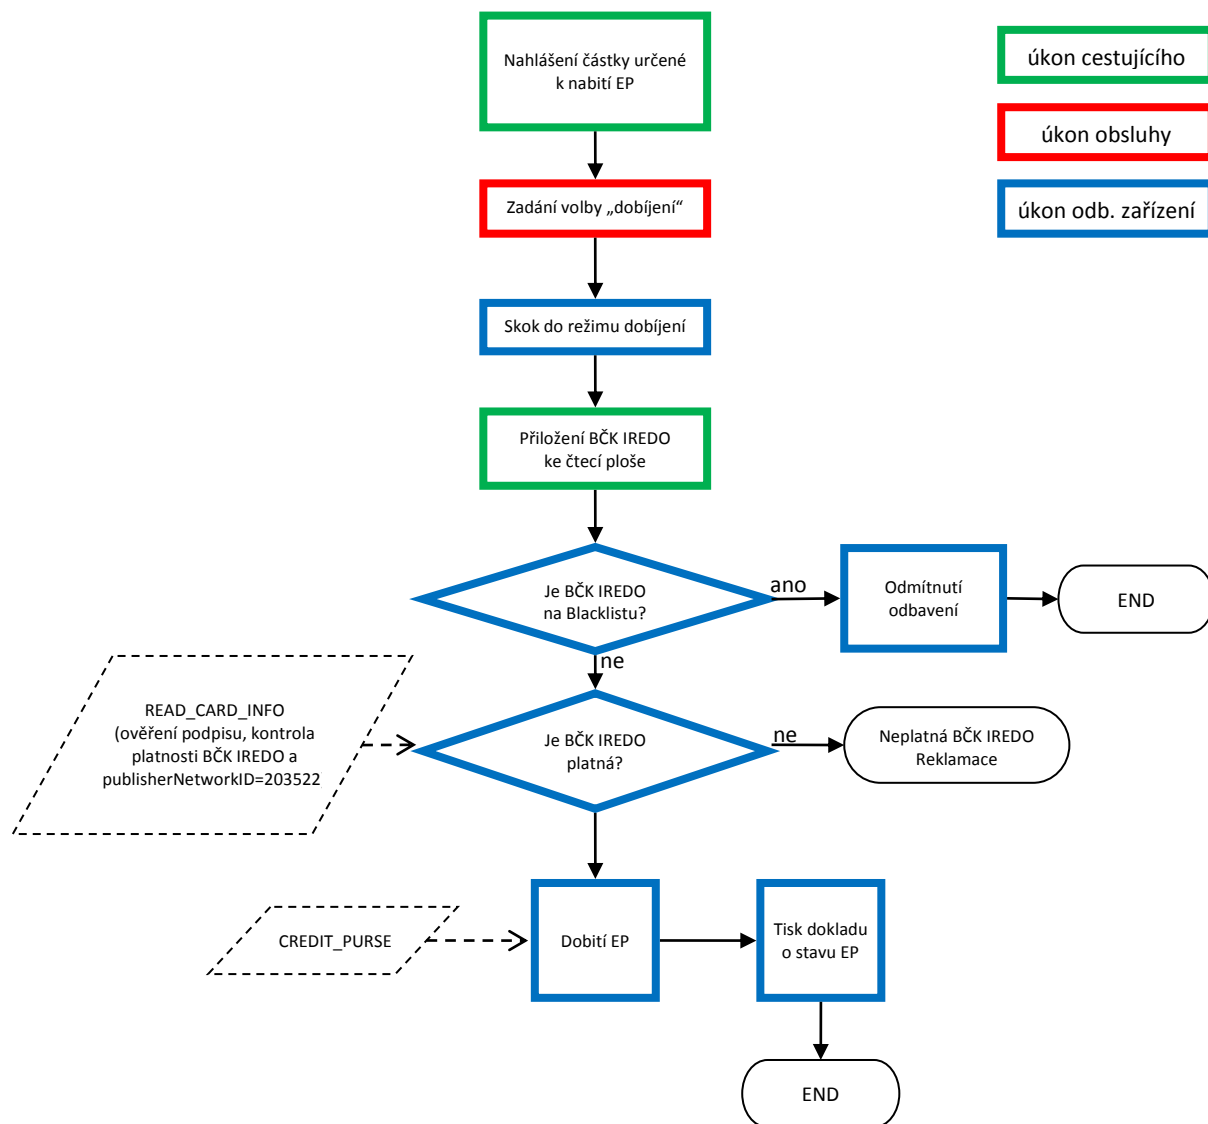 Nahlášení částky určené
k nabití EP
úkon cestujícího
úkon obsluhy
úkon odb. zařízení
Zadání volby „dobíjení“
Skok do režimu dobíjení
Přiložení BČK IREDO
ke čtecí ploše
Je BČK IREDO
na Blacklistu?
ano
Odmítnutí
odbavení
END
ne
READ_CARD_INFO
(ověření podpisu, kontrola
platnosti BČK IREDO a
publisherNetworkID=203522
Je BČK IREDO
platná?
ne
Neplatná BČK IREDO
Reklamace
CREDIT_PURSE
Dobití EP
Tisk dokladu
o stavu EP
END